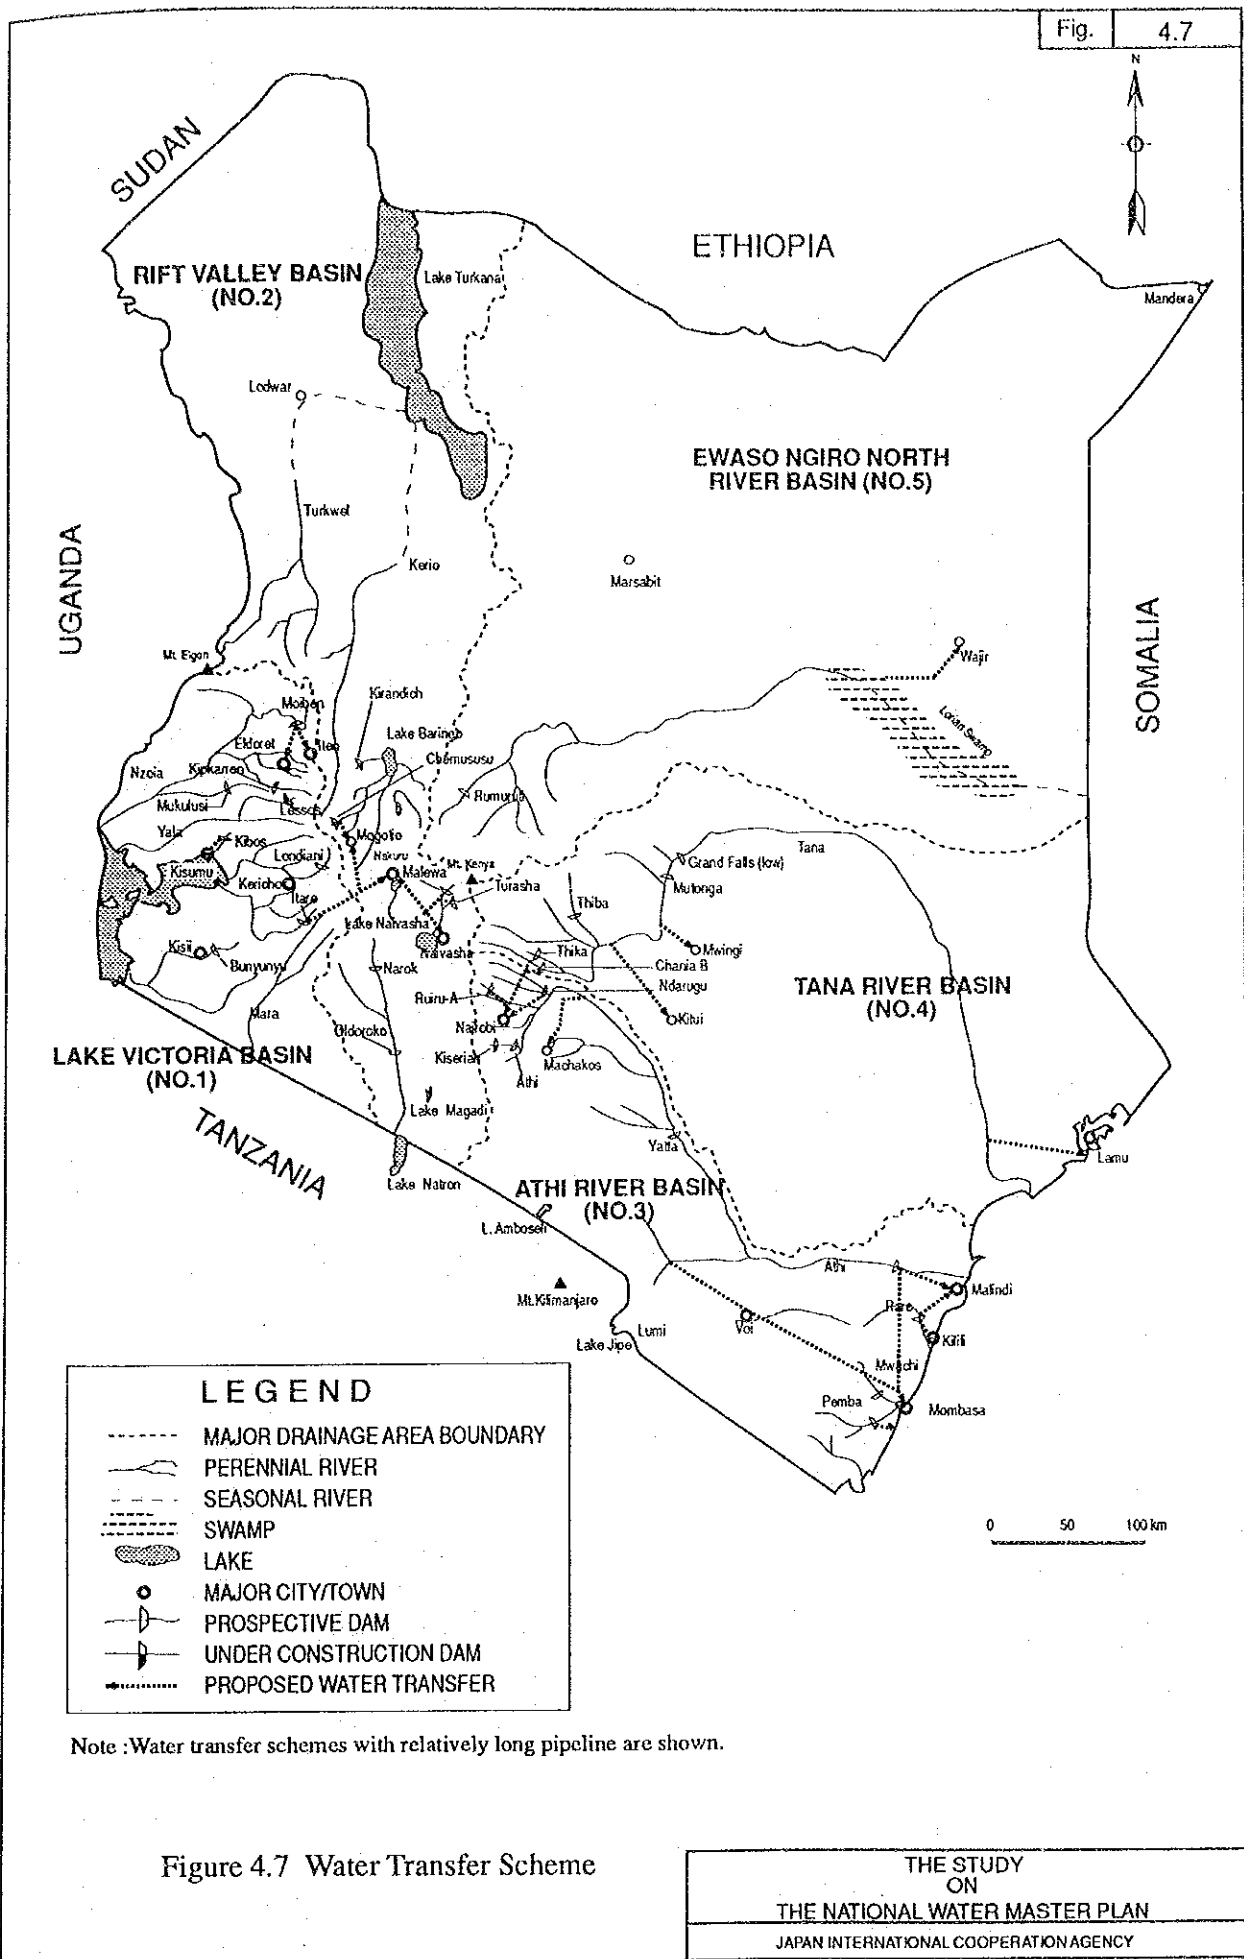 Fig. 4.7
N
SUDAN
ETHIOPIA
RIFT VALLEY BASIN
(NO.2)
Lake Turkana
Mandera
Lodwar
EWASO NGIRO NORTH
RIVER BASIN (NO.5)
Turkwel
UGANDA
Kerio
Marsabit
SOMALIA
Wajir
Mt. Elgon
Moiben
Kirandich
Lorian Swamp
Eldoret
Iten
Lake Baringo
Chemususu
Nzoia
Kipkarren
Mukulusi
Lessos
Rumuruti
Yala
Kibos
Mogotio
Tana
Londiani
Nakuru
Kisumu
Malewa
Mt. Kenya
Grand Falls (low)
Kericho
Turasha
Mutonga
Itare
Thiba
Lake Naivasha
Kisii
Naivasha
Thika
Mwingi
Bunyunyu
Narok
Chania B
Ndarugu
TANA RIVER BASIN
(NO.4)
Ruiru-A
Mara
Oldoroko
Nairobi
Kitui
LAKE VICTORIA BASIN
(NO.1)
Kiserian
Machakos
Athi
TANZANIA
Lake Magadi
Yatta
Lamu
Lake Natron
ATHI RIVER BASIN
(NO.3)
L. Amboseli
Athi
Mt.Kilimanjaro
Malindi
Rare
Voi
Lumi
Lake Jipe
Kilifi
Mwachi
Pemba
Mombasa
LEGEND
MAJOR DRAINAGE AREA BOUNDARY
PERENNIAL RIVER
SEASONAL RIVER
SWAMP
LAKE
MAJOR CITY/TOWN
PROSPECTIVE DAM
UNDER CONSTRUCTION DAM
PROPOSED WATER TRANSFER
0 50 100 km
Note :Water transfer schemes with relatively long pipeline are shown.
Figure 4.7 Water Transfer Scheme
THE STUDY
ON
THE NATIONAL WATER MASTER PLAN
JAPAN INTERNATIONAL COOPERATION AGENCY